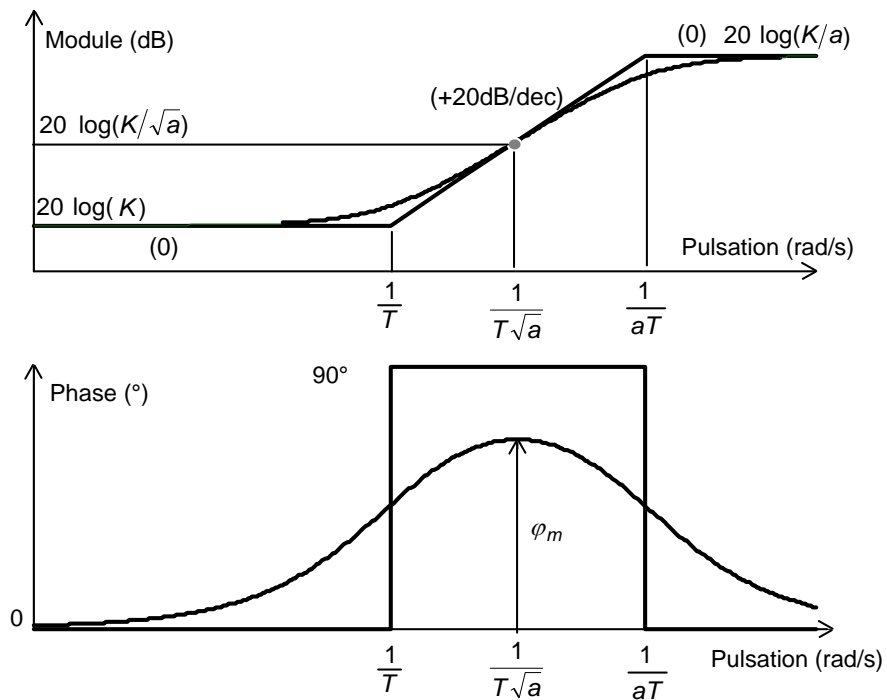 Module (dB)
(0) 20 log(K/a)
(+20dB/dec)
20 log(K/√a)
20 log(K)
(0)
Pulsation (rad/s)
1/T
1/(T√a)
1/(aT)
Phase (°)
90°
φm
0
1/T
1/(T√a)
1/(aT)
Pulsation (rad/s)